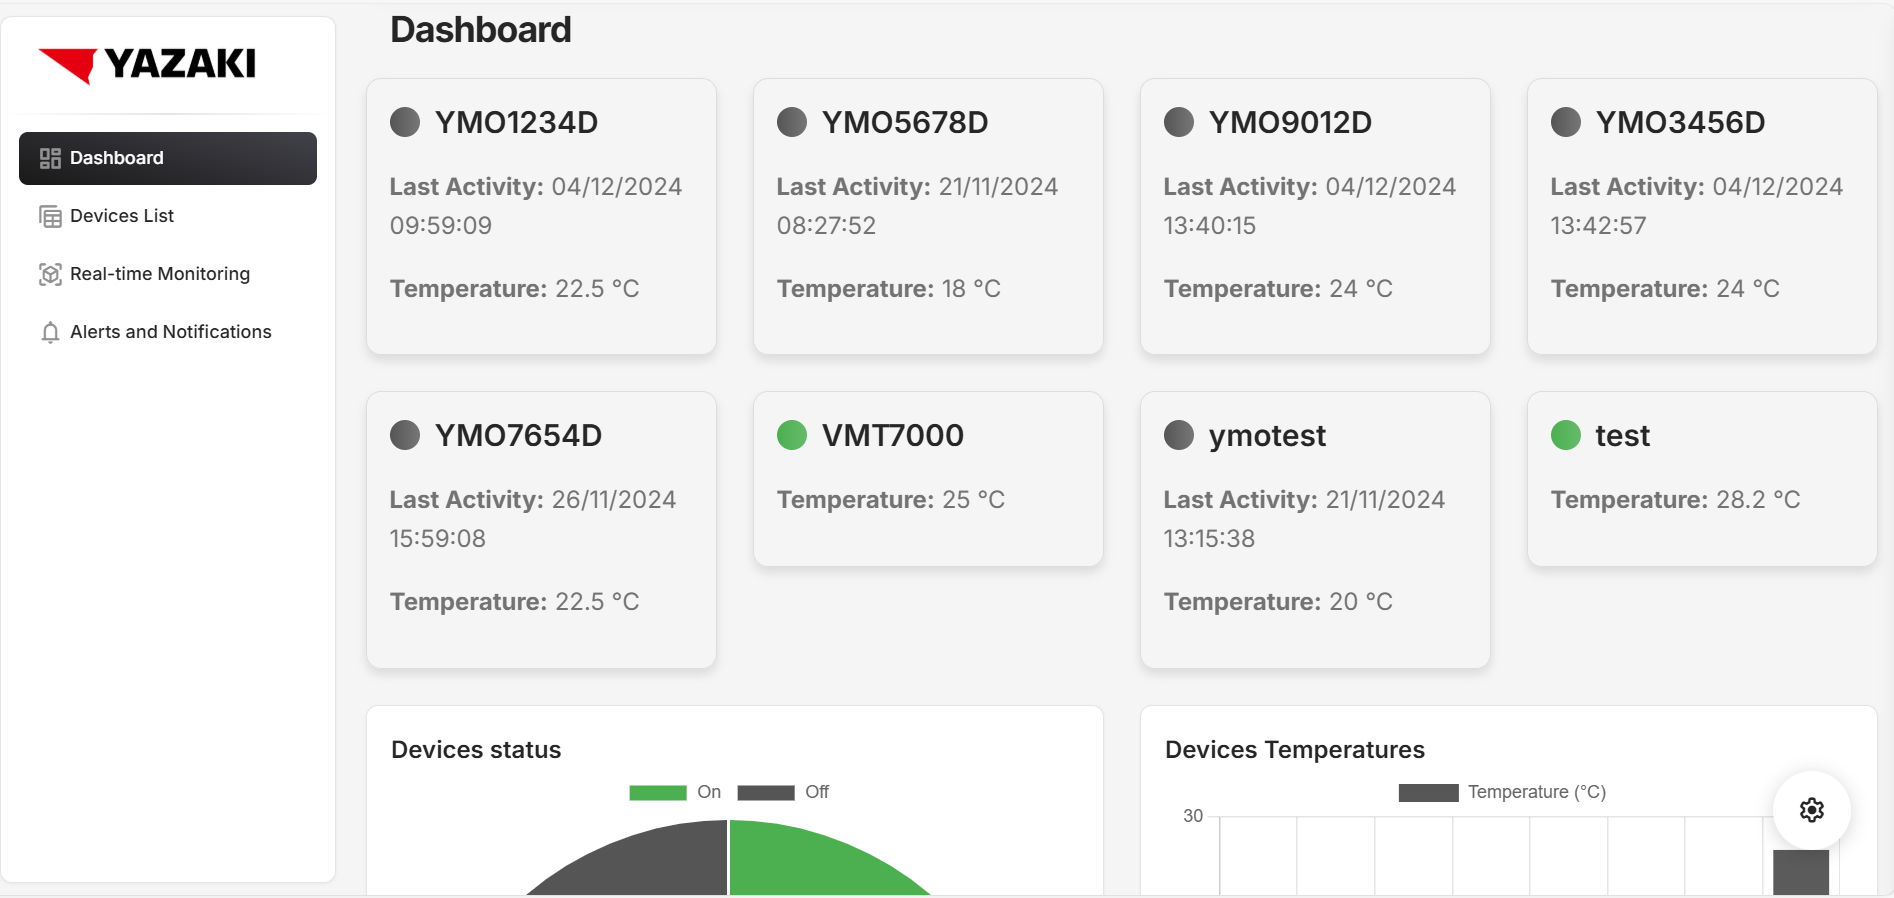 YAZAKI
Dashboard
Devices List
Real-time Monitoring
Alerts and Notifications
Dashboard
YMO1234D
Last Activity: 04/12/2024
09:59:09
Temperature: 22.5 °C
YMO5678D
Last Activity: 21/11/2024
08:27:52
Temperature: 18 °C
YMO9012D
Last Activity: 04/12/2024
13:40:15
Temperature: 24 °C
YMO3456D
Last Activity: 04/12/2024
13:42:57
Temperature: 24 °C
YMO7654D
Last Activity: 26/11/2024
15:59:08
Temperature: 22.5 °C
VMT7000
Temperature: 25 °C
ymotest
Last Activity: 21/11/2024
13:15:38
Temperature: 20 °C
test
Temperature: 28.2 °C
Devices status
On Off
Devices Temperatures
Temperature (°C)
30